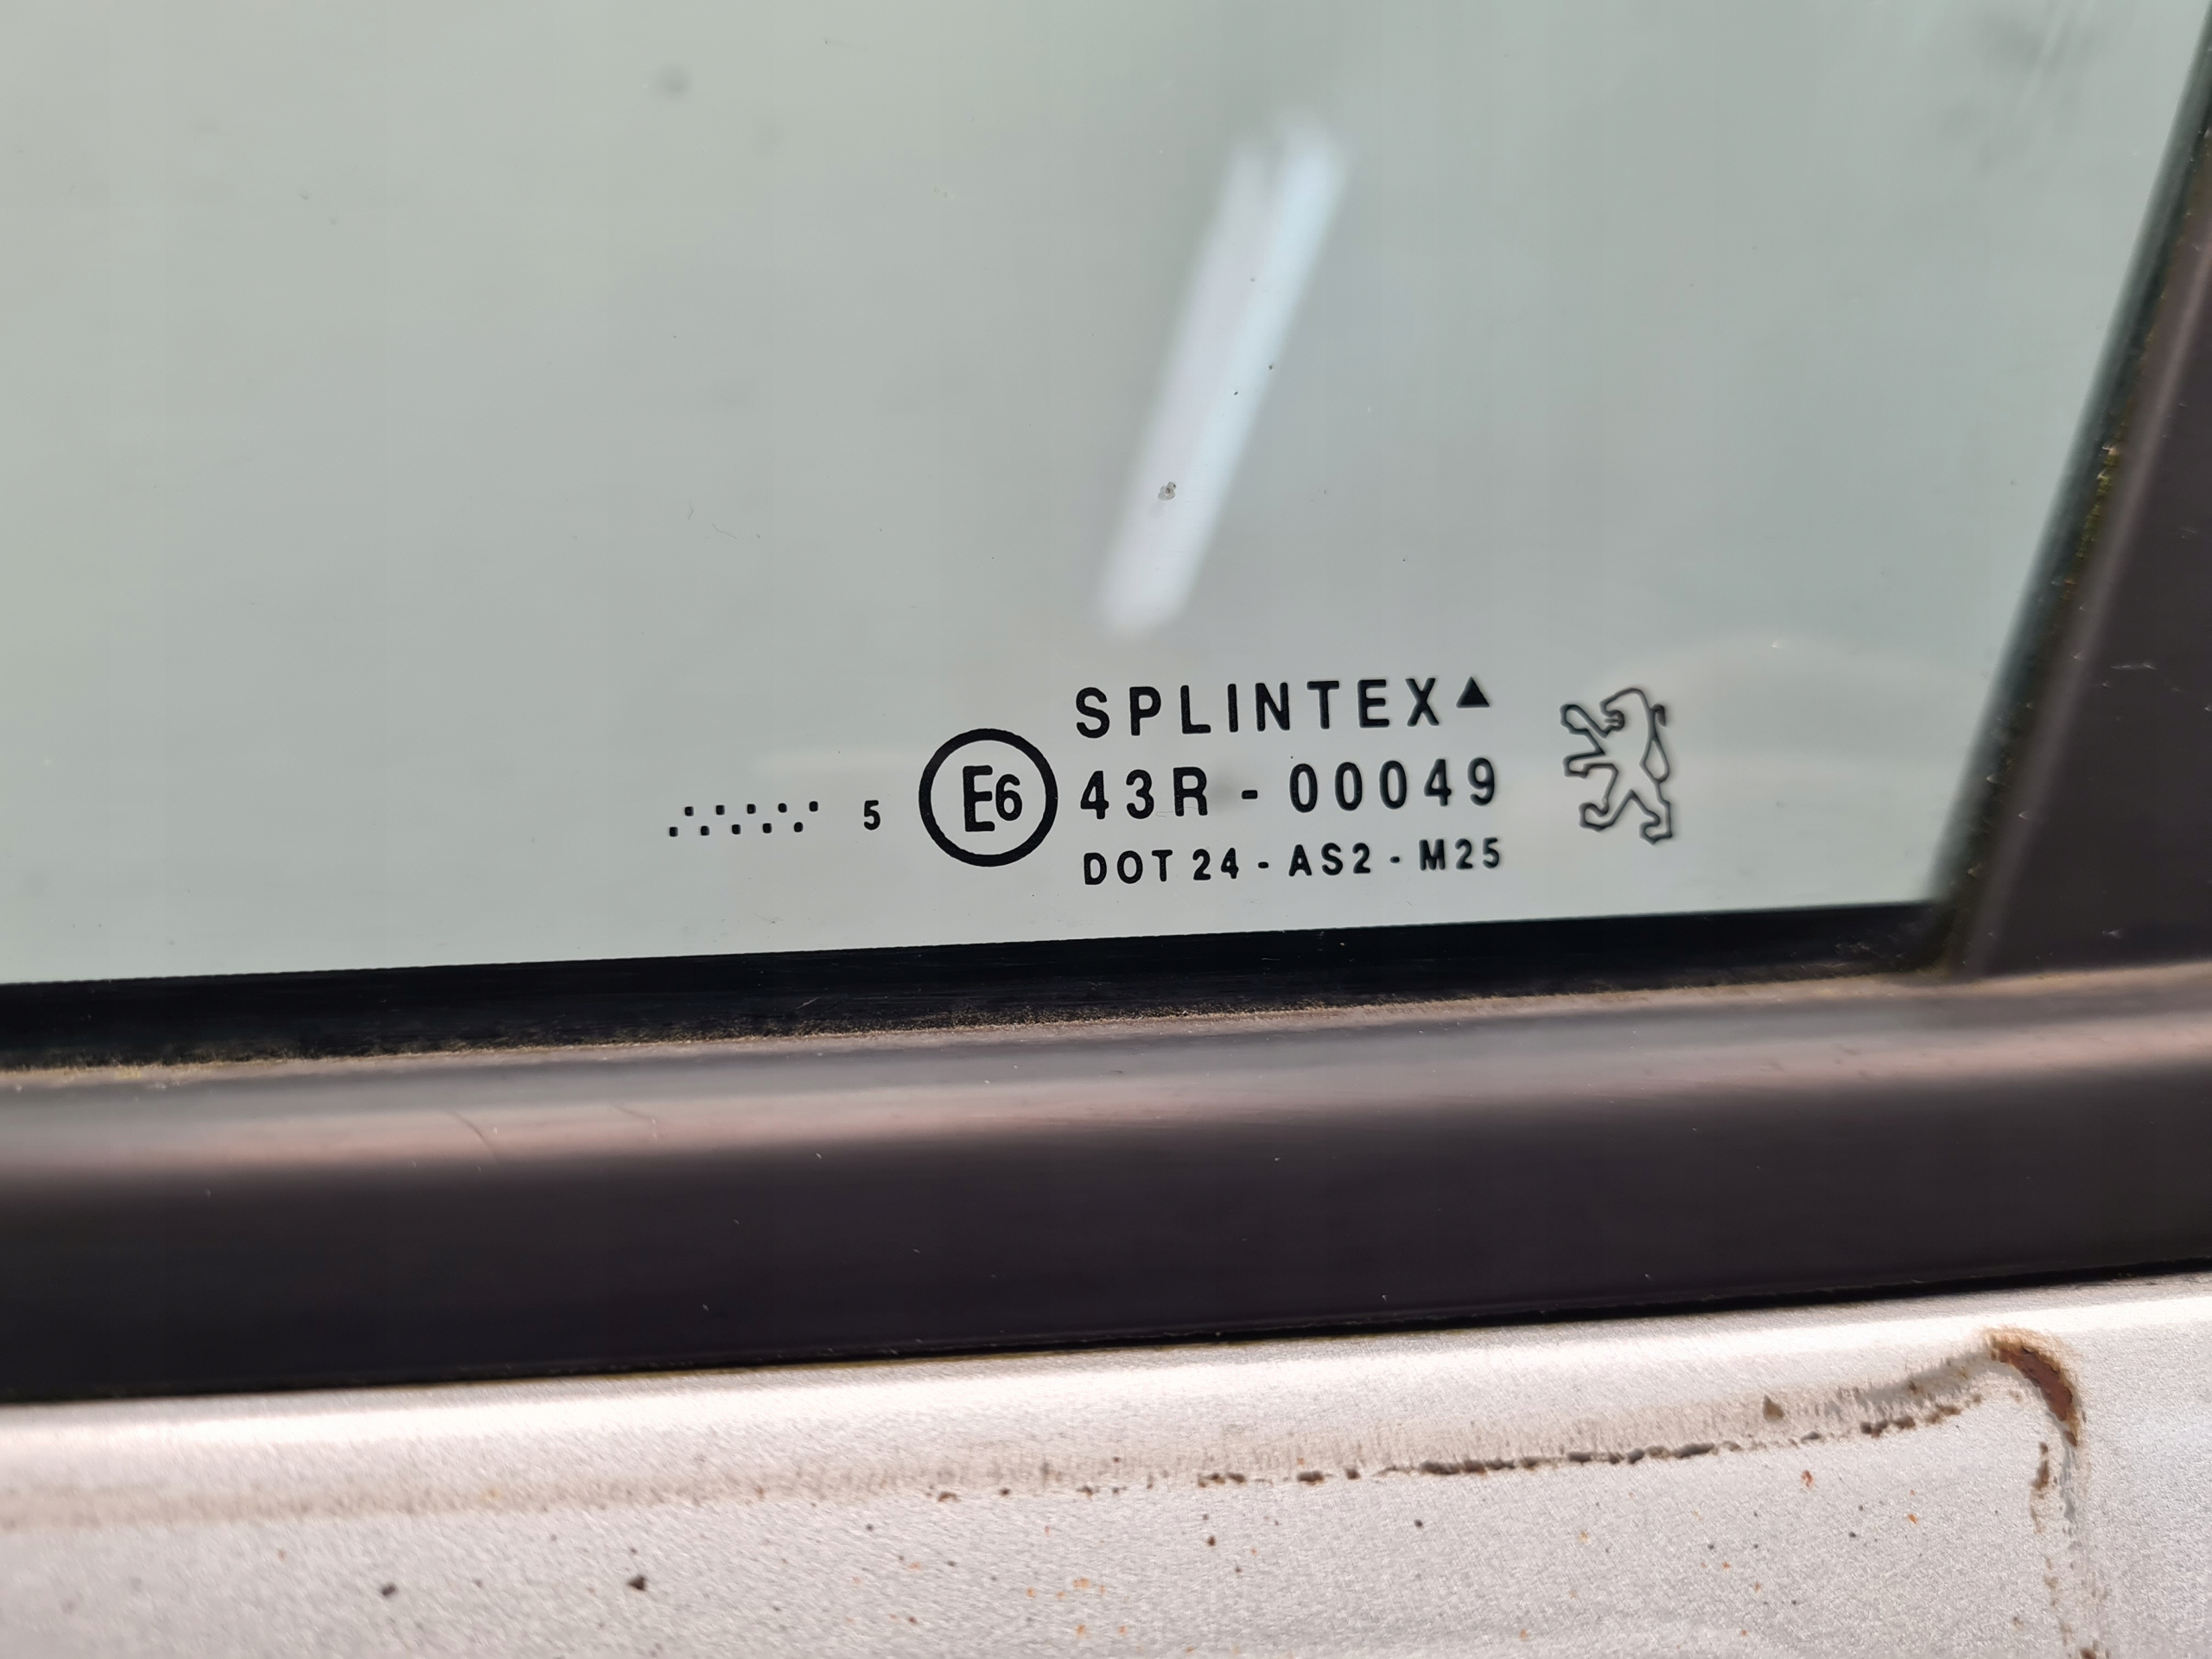 SPLINTEX▲
5 E6 43R - 00049
DOT 24 - AS2 - M25